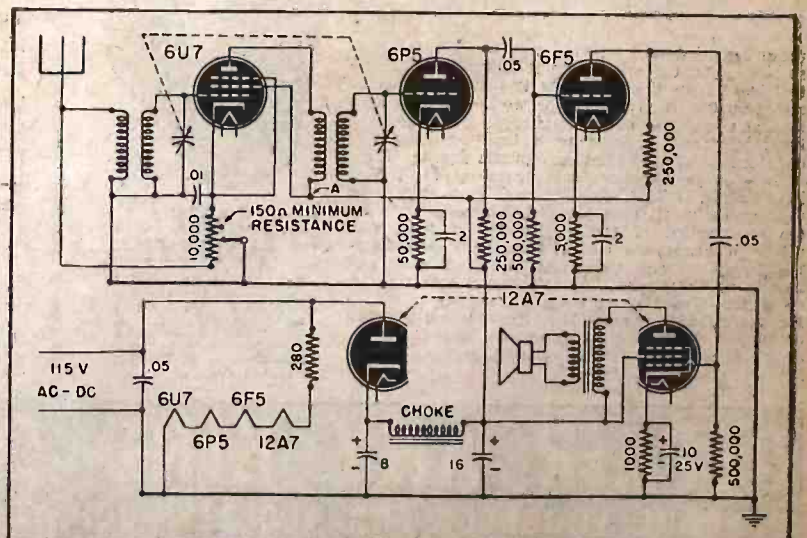 6U7
6P5
6F5
.05
.01
A
150Ω MINIMUM
RESISTANCE
10,000
50,000
2
250,000
500,000
5,000
2
250,000
.05
12A7
115 V
AC-DC
.05
280
6U7 6F5
6P5 12A7
CHOKE
+
-
8
16
+
-
1000
+
-
10
25V
500,000